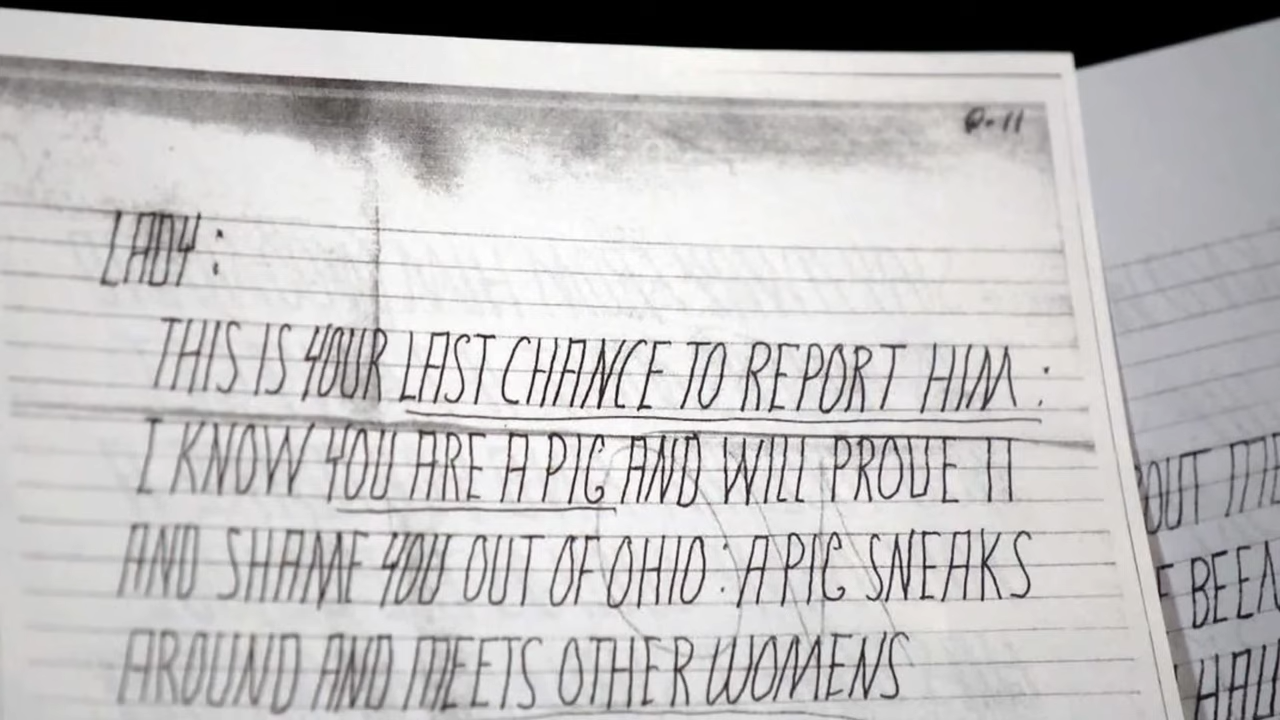 Q-11
LADY:
THIS IS YOUR LAST CHANCE TO REPORT HIM:
I KNOW YOU ARE A PIG AND WILL PROVE IT
AND SHAME YOU OUT OF OHIO: A PIG SNEAKS
AROUND AND MEETS OTHER WOMENS
OUT
BEEN